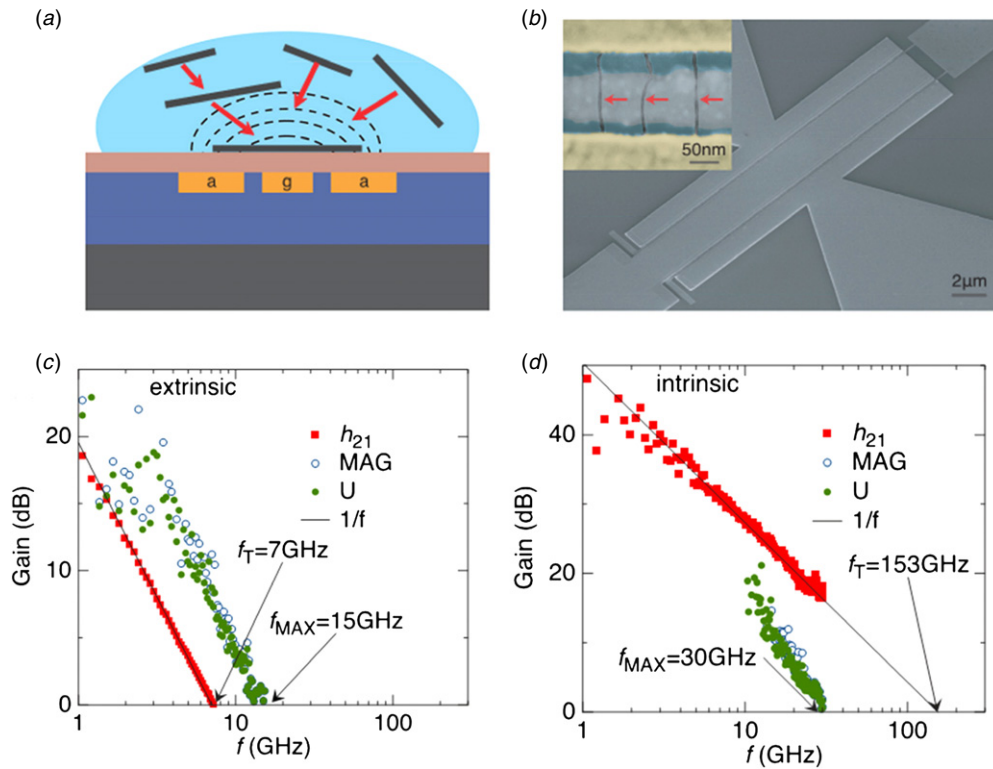 (a)
a g a
(b)
50nm
2µm
(c)
extrinsic
h21
MAG
U
1/f
fT=7GHz
fMAX=15GHz
Gain (dB)
20
10
0
1 10 100
f (GHz)
(d)
intrinsic
h21
MAG
U
1/f
fT=153GHz
fMAX=30GHz
Gain (dB)
40
20
0
1 10 100
f (GHz)